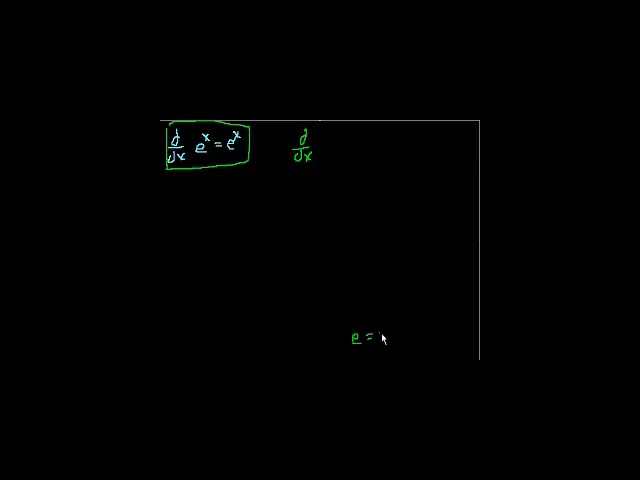 d/dx e^x = e^x
d/dx
e =